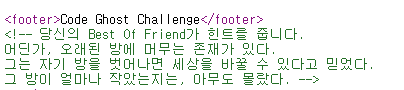 <footer>Code Ghost Challenge</footer>
<!-- 당신의 Best Of Friend가 힌트를 줍니다.
어딘가, 오래된 방에 머무는 존재가 있다.
그는 자기 방을 벗어나면 세상을 바꿀 수 있다고 믿었다.
그 방이 얼마나 작았는지는, 아무도 몰랐다. -->